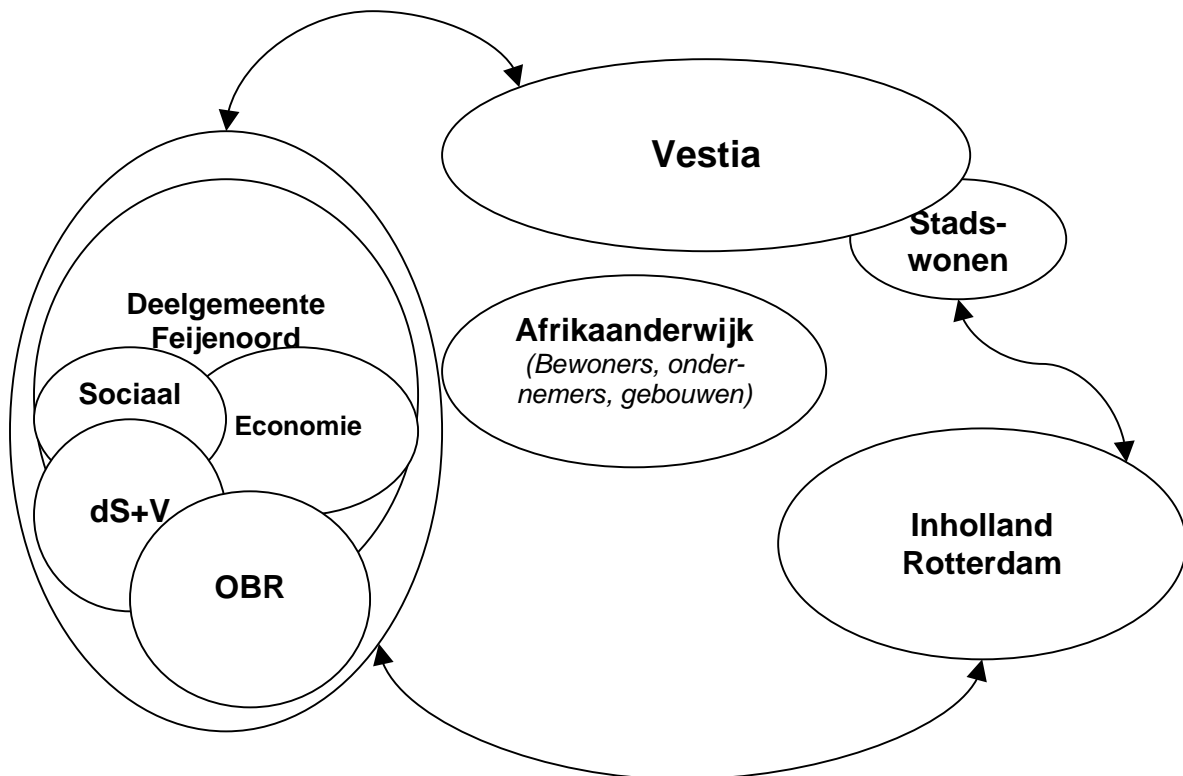 Vestia
Stads-
wonen
Deelgemeente
Feijenoord
Afrikaanderwijk
(Bewoners, onder-
nemers, gebouwen)
Sociaal
Economie
dS+V
OBR
Inholland
Rotterdam